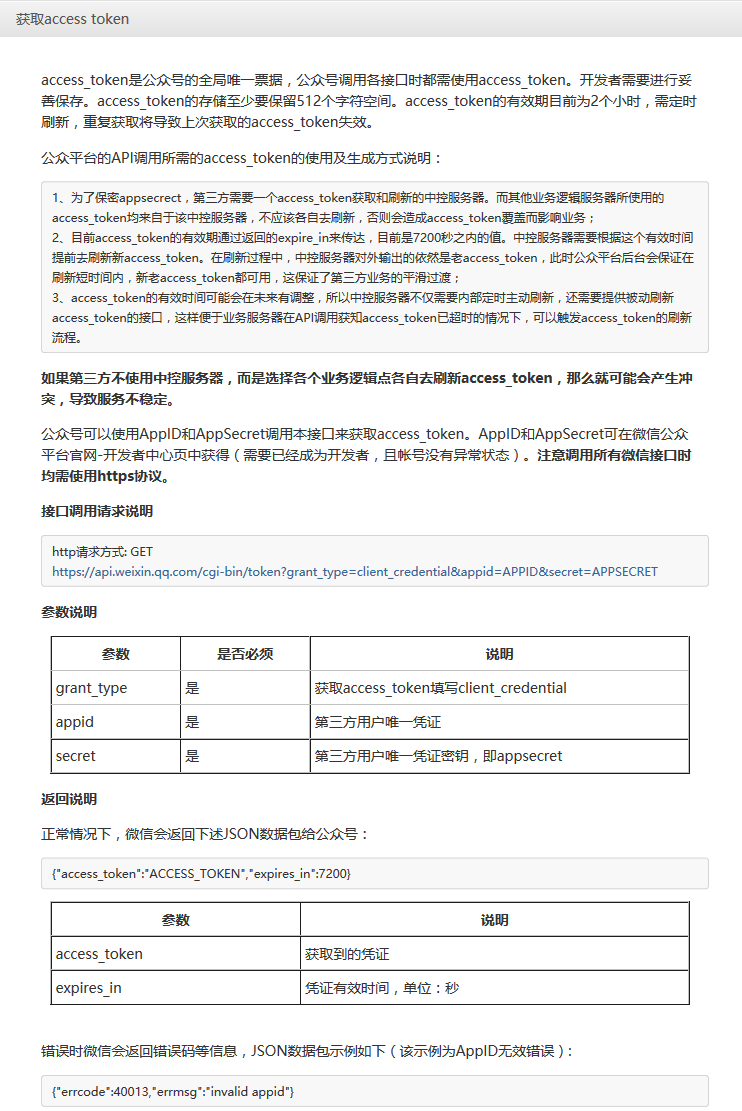 获取access token
access_token是公众号的全局唯一票据，公众号调用各接口时都需使用access_token。开发者需要进行妥
善保存。access_token的存储至少要保留512个字符空间。access_token的有效期目前为2个小时，需定时
刷新，重复获取将导致上次获取的access_token失效。
公众平台的API调用所需的access_token的使用及生成方式说明：
1、为了保密appsecrect，第三方需要一个access_token获取和刷新的中控服务器。而其他业务逻辑服务器所使用的
access_token均来自于该中控服务器，不应该各自去刷新，否则会造成access_token覆盖而影响业务；
2、目前access_token的有效期通过返回的expire_in来传达，目前是7200秒之内的值。中控服务器需要根据这个有效时间
提前去刷新新access_token。在刷新过程中，中控服务器对外输出的依然是老access_token，此时公众平台后台会保证在
刷新短时间内，新老access_token都可用，这保证了第三方业务的平滑过渡；
3、access_token的有效时间可能会在未来有调整，所以中控服务器不仅需要内部定时主动刷新，还需要提供被动刷新
access_token的接口，这样便于业务服务器在API调用获知access_token已超时的情况下，可以触发access_token的刷新
流程。
如果第三方不使用中控服务器，而是选择各个业务逻辑点各自去刷新access_token，那么就可能会产生冲
突，导致服务不稳定。
公众号可以使用AppID和AppSecret调用本接口来获取access_token。AppID和AppSecret可在微信公众
平台官网-开发者中心页中获得（需要已经成为开发者，且帐号没有异常状态）。注意调用所有微信接口时
均需使用https协议。
接口调用请求说明
http请求方式: GET
https://api.weixin.qq.com/cgi-bin/token?grant_type=client_credential&appid=APPID&secret=APPSECRET
参数说明
参数 是否必须 说明
grant_type 是 获取access_token填写client_credential
appid 是 第三方用户唯一凭证
secret 是 第三方用户唯一凭证密钥，即appsecret
返回说明
正常情况下，微信会返回下述JSON数据包给公众号：
{"access_token":"ACCESS_TOKEN","expires_in":7200}
参数 说明
access_token 获取到的凭证
expires_in 凭证有效时间，单位：秒
错误时微信会返回错误码等信息，JSON数据包示例如下（该示例为AppID无效错误）:
{"errcode":40013,"errmsg":"invalid appid"}